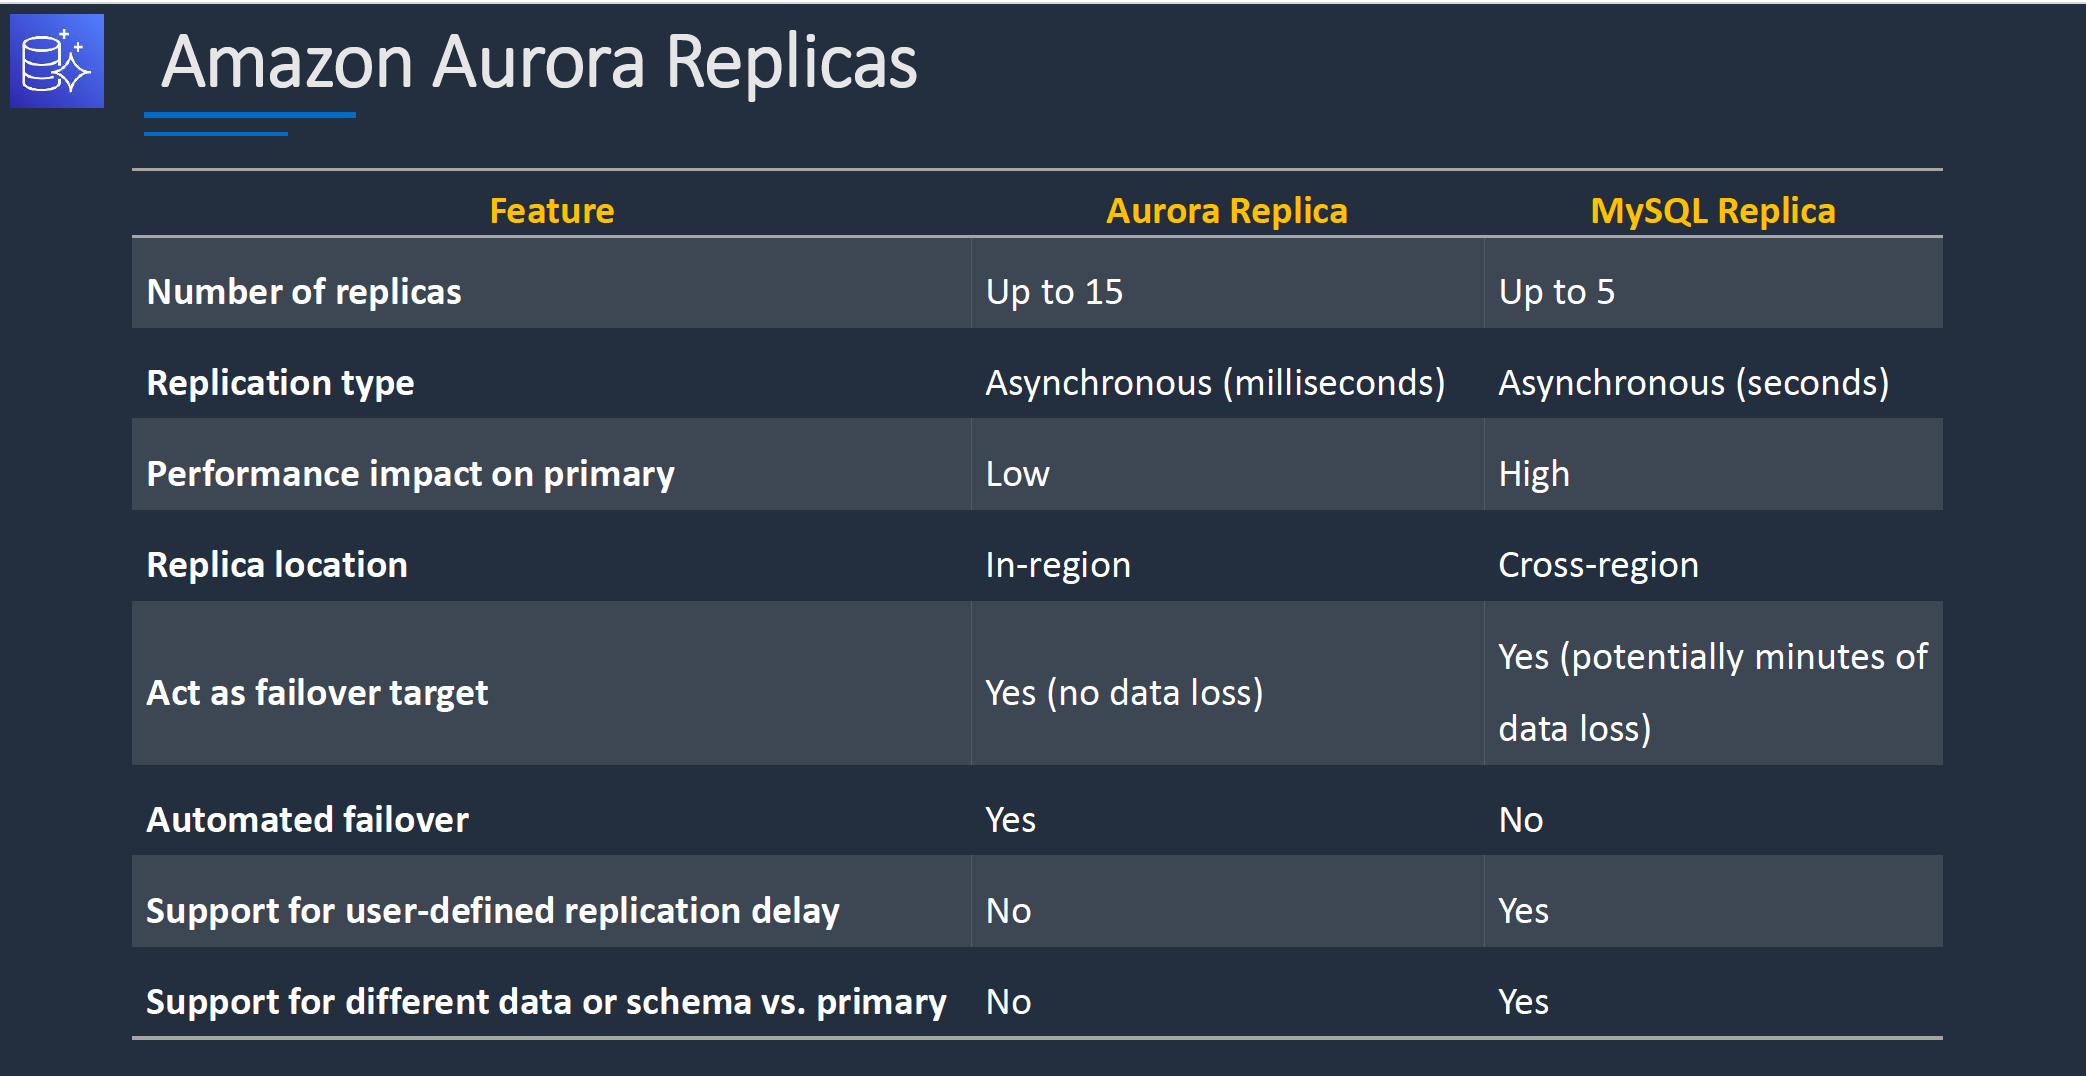 Amazon Aurora Replicas
Feature Aurora Replica MySQL Replica
Number of replicas Up to 15 Up to 5
Replication type Asynchronous (milliseconds) Asynchronous (seconds)
Performance impact on primary Low High
Replica location In-region Cross-region
Act as failover target Yes (no data loss) Yes (potentially minutes of
data loss)
Automated failover Yes No
Support for user-defined replication delay No Yes
Support for different data or schema vs. primary No Yes